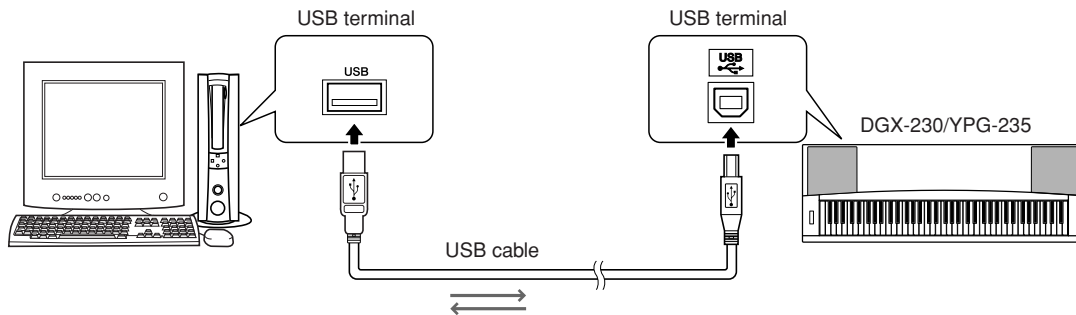 USB terminal
USB terminal
USB
USB
DGX-230/YPG-235
USB cable